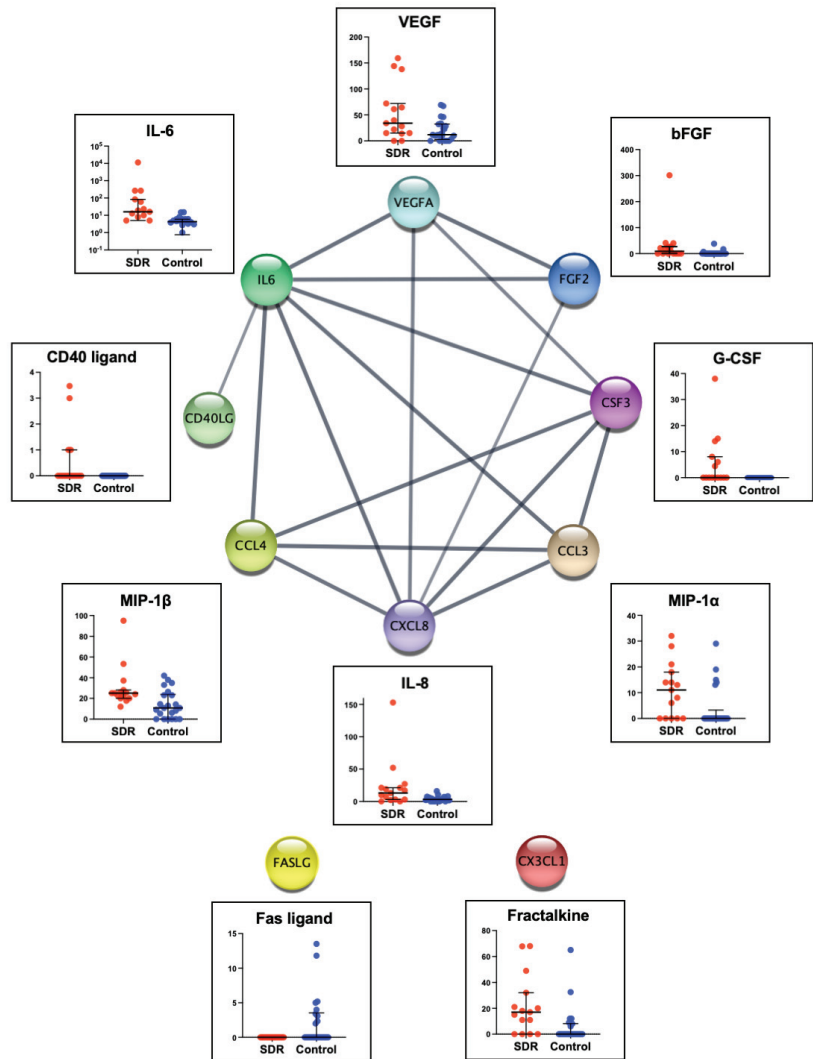 VEGF
200
150
100
50
0
SDR Control
IL-6
10^5
10^4
10^3
10^2
10^1
10^0
10^-1
SDR Control
bFGF
400
300
200
100
0
SDR Control
VEGFA
IL6
FGF2
CD40 ligand
4
3
2
1
0
SDR Control
CD40LG
CSF3
G-CSF
40
30
20
10
0
SDR Control
CCL4
CCL3
CXCL8
MIP-1β
100
80
60
40
20
0
SDR Control
IL-8
150
100
50
0
SDR Control
MIP-1α
40
30
20
10
0
SDR Control
FASLG
CX3CL1
Fas ligand
15
10
5
0
SDR Control
Fractalkine
80
60
40
20
0
SDR Control